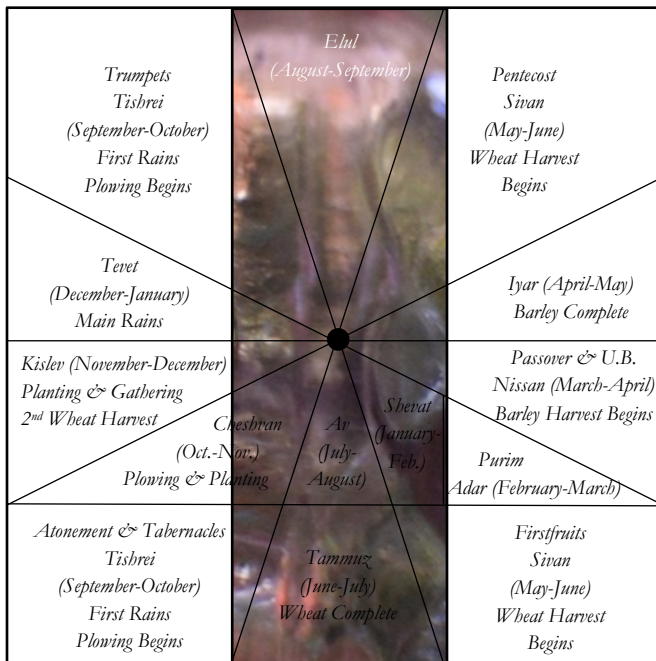 Elul
(August-September)
Trumpets
Tishrei
(September-October)
First Rains
Plowing Begins
Pentecost
Sivan
(May-June)
Wheat Harvest
Begins
Tevet
(December-January)
Main Rains
Iyar (April-May)
Barley Complete
Kislev (November-December)
Planting & Gathering
2nd Wheat Harvest
Passover & U.B.
Nissan (March-April)
Barley Harvest Begins
Cheshvan
(Oct.-Nov.)
Plowing & Planting
Av
(July-
August)
Shevat
(January-
Feb.)
Purim
Adar (February-March)
Atonement & Tabernacles
Tishrei
(September-October)
First Rains
Plowing Begins
Tammuz
(June-July)
Wheat Complete
Firstfruits
Sivan
(May-June)
Wheat Harvest
Begins